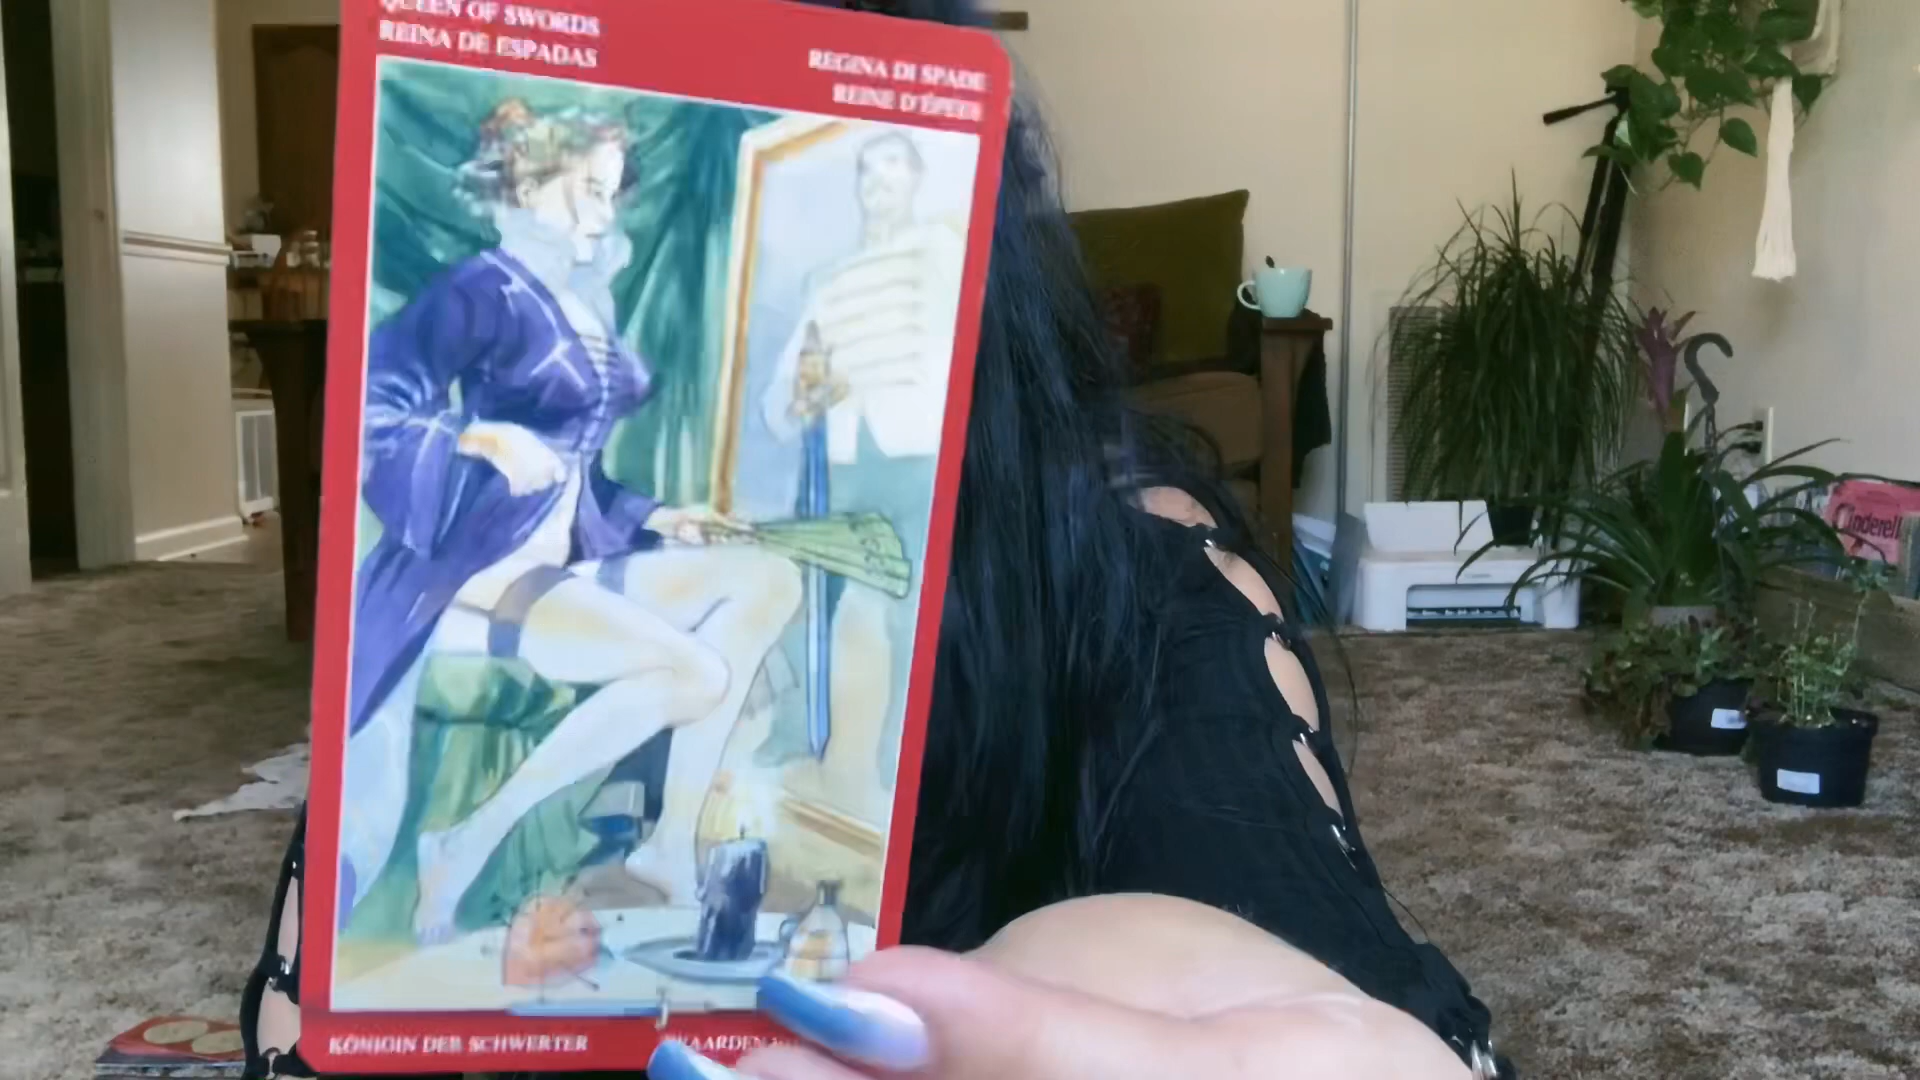 QUEEN OF SWORDS
REINA DE ESPADAS
REGINA DI SPADE
REINE D'ÉPÉES
KÖNIGIN DER SCHWERTER
Cinderell